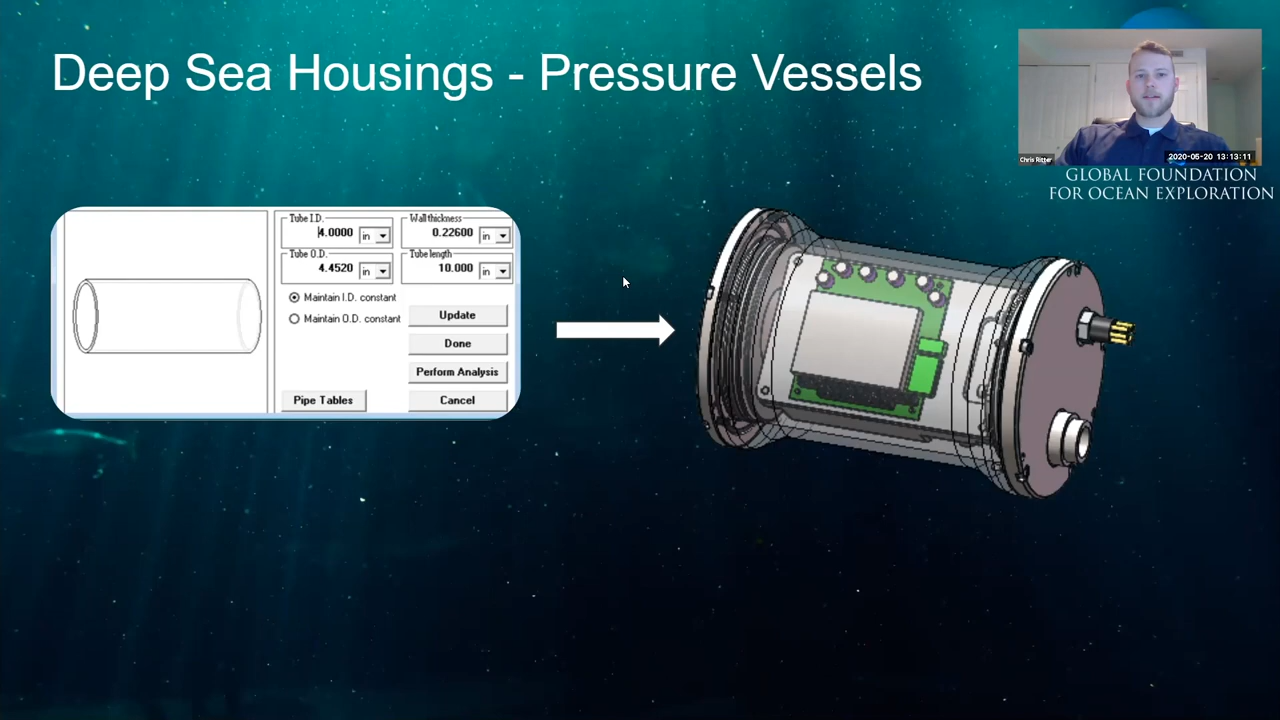 Deep Sea Housings - Pressure Vessels
Chris Ritter
2020-05-20 13:13:11
GLOBAL FOUNDATION
FOR OCEAN EXPLORATION
Tube I.D.
4.0000 in
Wall thickness
0.22600 in
Tube O.D.
4.4520 in
Tube length
10.000 in
Maintain I.D. constant
Maintain O.D. constant
Update
Done
Perform Analysis
Pipe Tables
Cancel